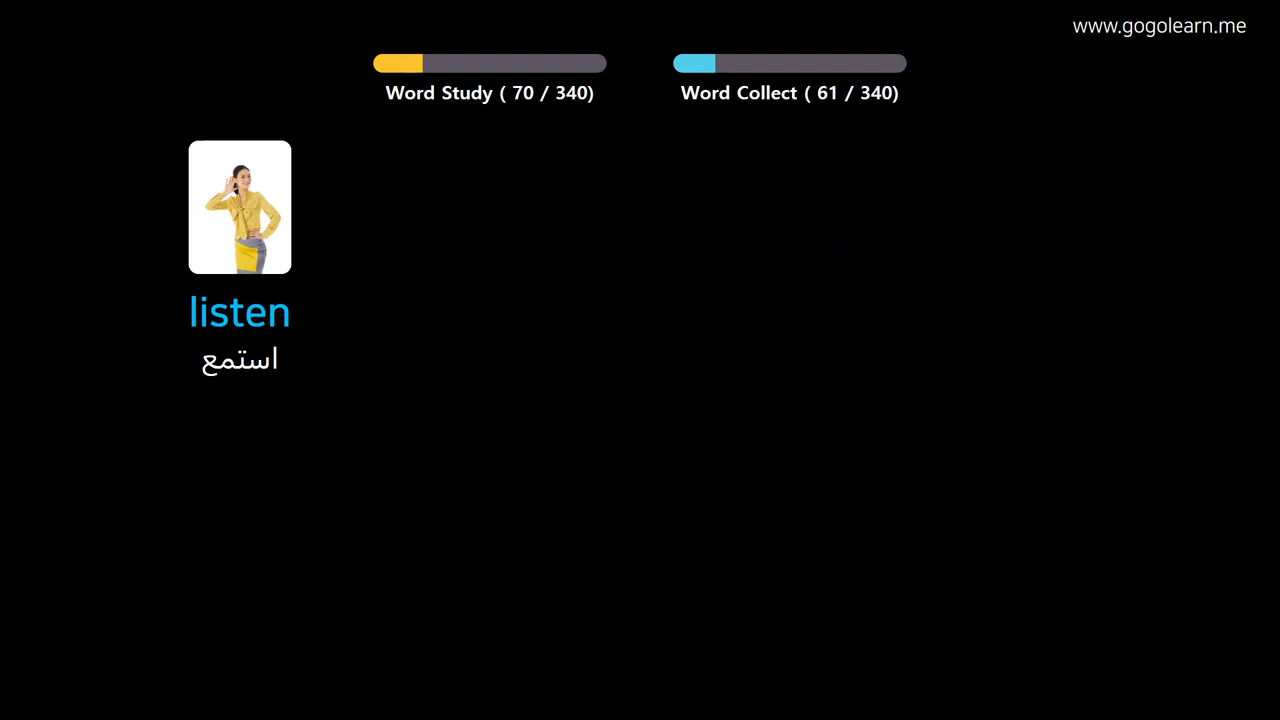 www.gogolearn.me
Word Study ( 70 / 340)
Word Collect ( 61 / 340)
listen
استمع